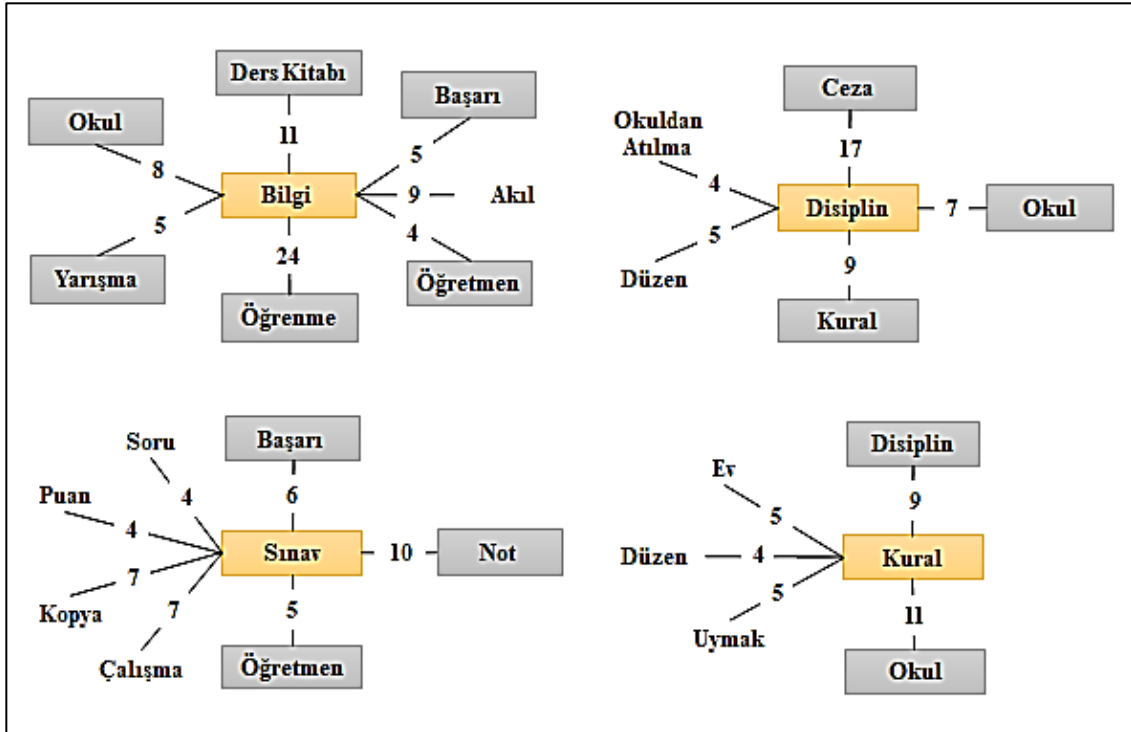 Ders Kitabı
Başarı
Okul
11
5
8
Bilgi
9
Akıl
5
4
24
Yarışma
Öğretmen
Öğrenme
Ceza
Okuldan
Atılma
17
4
Disiplin
7
Okul
5
Düzen
9
Kural
Başarı
Soru
4
6
Puan
4
Sınav
10
Not
7
Kopya
7
5
Çalışma
Öğretmen
Disiplin
Ev
9
5
Düzen
4
Kural
5
Uymak
11
Okul